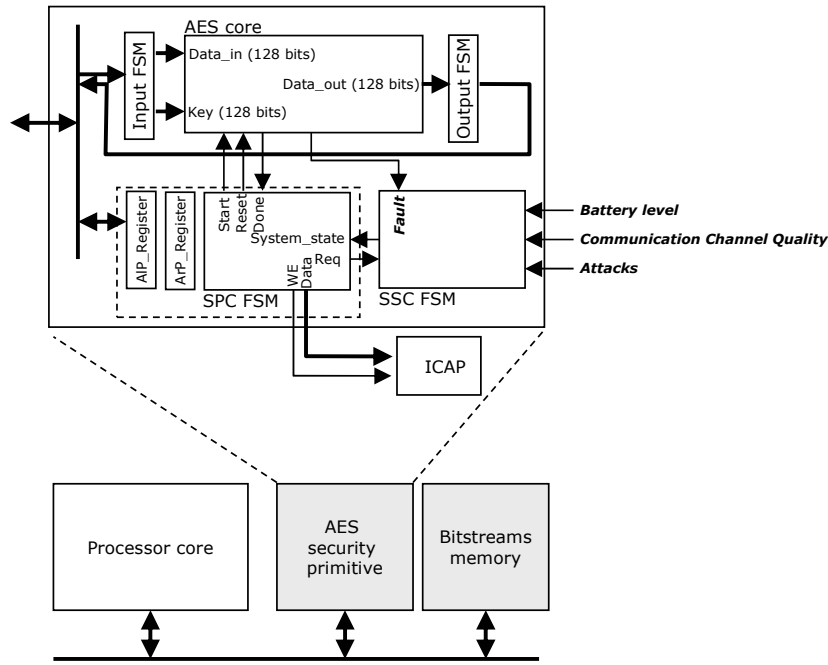 AES core
Input FSM
Data_in (128 bits)
Data_out (128 bits)
Key (128 bits)
Output FSM
AlP_Register
ArP_Register
Start
Reset
Done
System_state
Req
WE
Data
SPC FSM
Fault
SSC FSM
Battery level
Communication Channel Quality
Attacks
ICAP
Processor core
AES
security
primitive
Bitstreams
memory